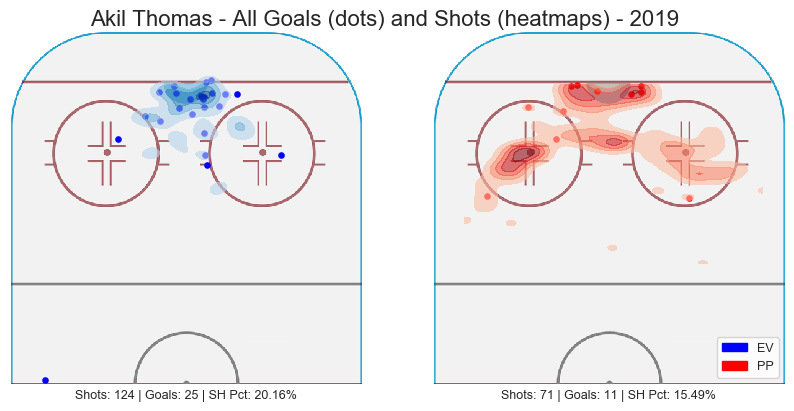 Akil Thomas - All Goals (dots) and Shots (heatmaps) - 2019
EV
PP
Shots: 124 | Goals: 25 | SH Pct: 20.16%
Shots: 71 | Goals: 11 | SH Pct: 15.49%